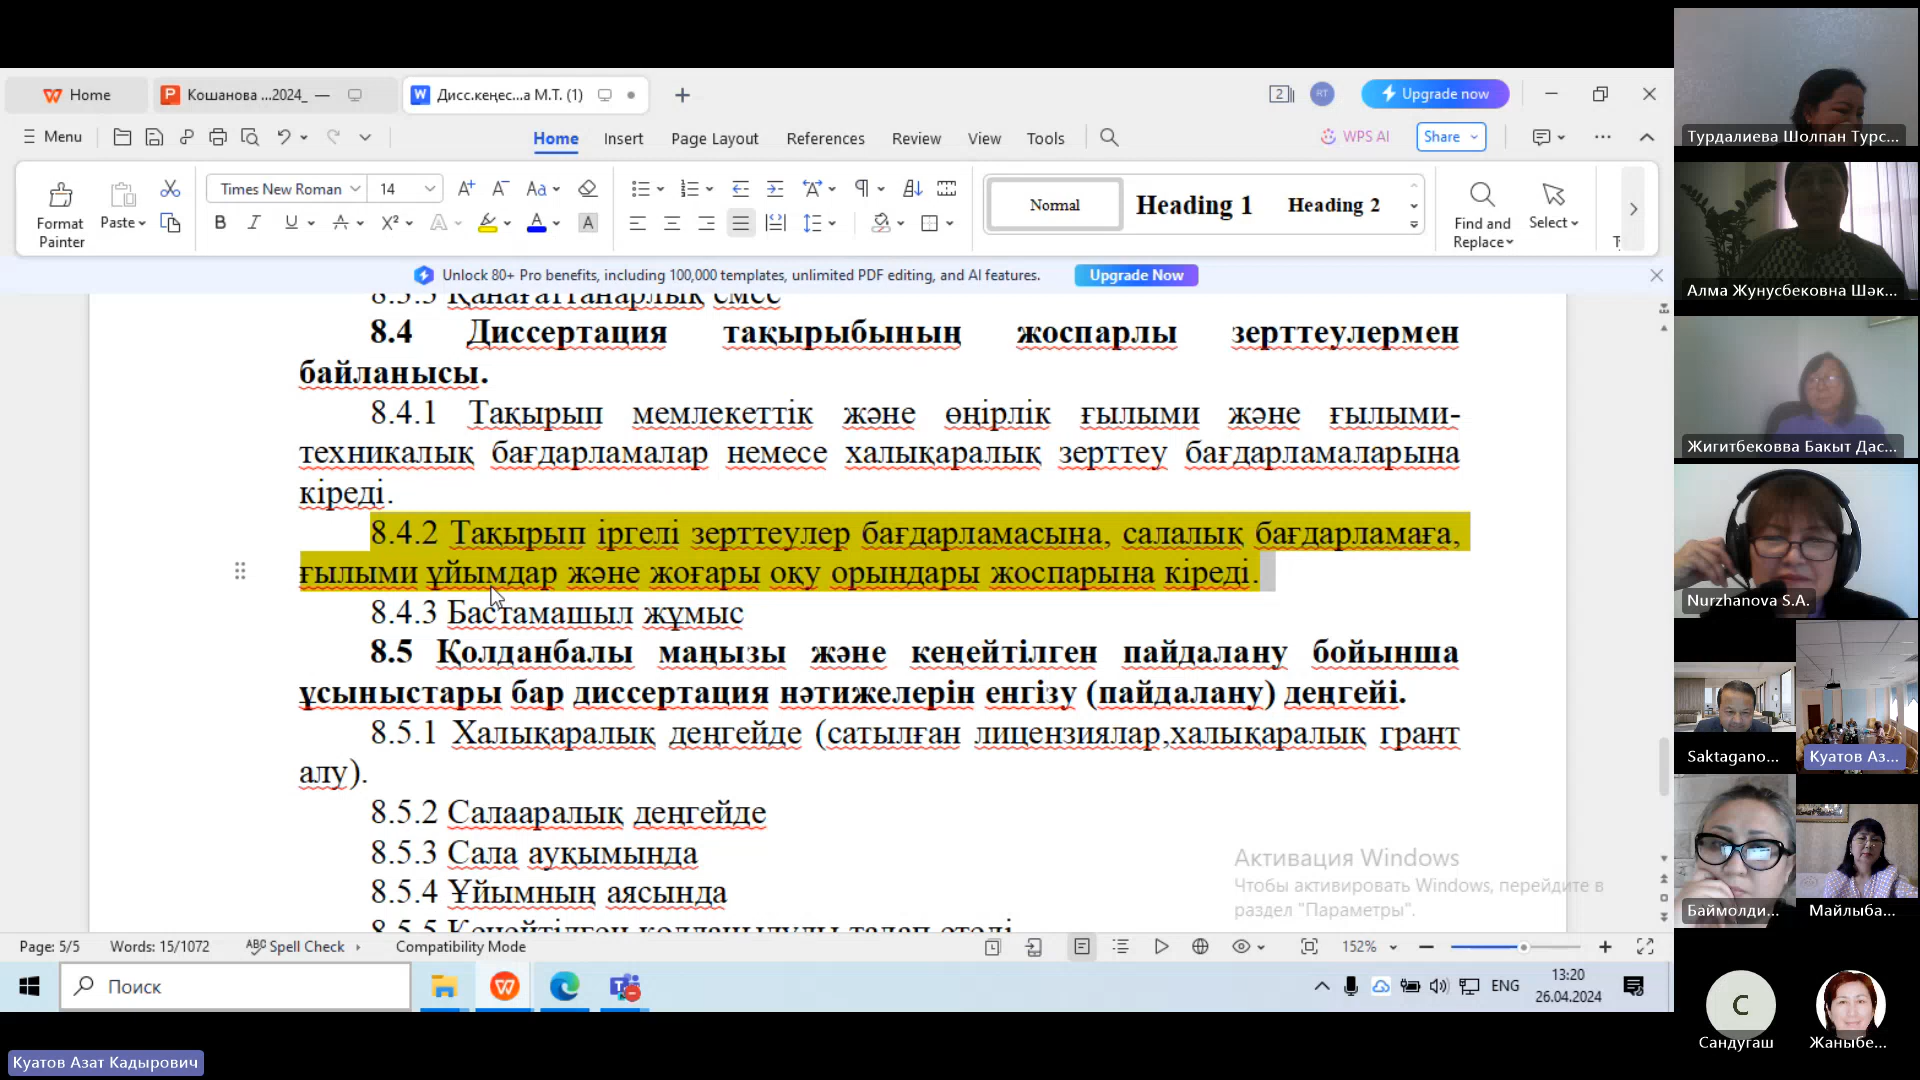 Home
Кошанова ...2024_
Дисс.кеңес...а М.Т. (1)
2
RT
Upgrade now
Menu
Home
Insert
Page Layout
References
Review
View
Tools
WPS AI
Share
Format Painter
Paste
Times New Roman
14
Normal
Heading 1
Heading 2
Find and Replace
Select
Unlock 80+ Pro benefits, including 100,000 templates, unlimited PDF editing, and AI features.
Upgrade Now
8.4 Диссертация тақырыбының жоспарлы зерттеулермен
байланысы.
8.4.1 Тақырып мемлекеттік және өңірлік ғылыми және ғылыми-
техникалық бағдарламалар немесе халықаралық зерттеу бағдарламаларына
кіреді.
8.4.2 Тақырып іргелі зерттеулер бағдарламасына, салалық бағдарламаға,
ғылыми ұйымдар және жоғары оқу орындары жоспарына кіреді.
8.4.3 Бастамашыл жұмыс
8.5 Қолданбалы маңызы және кеңейтілген пайдалану бойынша
ұсыныстары бар диссертация нәтижелерін енгізу (пайдалану) деңгейі.
8.5.1 Халықаралық деңгейде (сатылған лицензиялар,халықаралық грант
алу).
8.5.2 Салааралық деңгейде
8.5.3 Сала ауқымында
8.5.4 Ұйымның аясында
Активация Windows
Чтобы активировать Windows, перейдите в
раздел "Параметры".
Page: 5/5
Words: 15/1072
Spell Check
Compatibility Mode
152%
Поиск
ENG
13:20
26.04.2024
Куатов Азат Кадырович
Турдалиева Шолпан Турс...
Алма Жунусбековна Шәк...
Жигитбековва Бакыт Дас...
Nurzhanova S.A.
Saktagano...
Куатов Аз...
Баймолди...
Майлыба...
С
Сандугаш
Жаныбе...